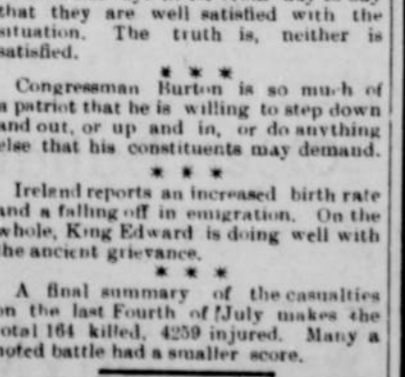 that they are well satisfied with the
situation. The truth is, neither is
satisfied.
* * *
Congressman Burton is so much of
a patriot that he is willing to step down
and out, or up and in, or do anything
else that his constituents may demand.
* * *
Ireland reports an increased birth rate
and a falling off in emigration. On the
whole, King Edward is doing well with
the ancient grievance.
* * *
A final summary of the casualties
on the last Fourth of July makes the
total 164 killed, 4259 injured. Many a
noted battle had a smaller score.